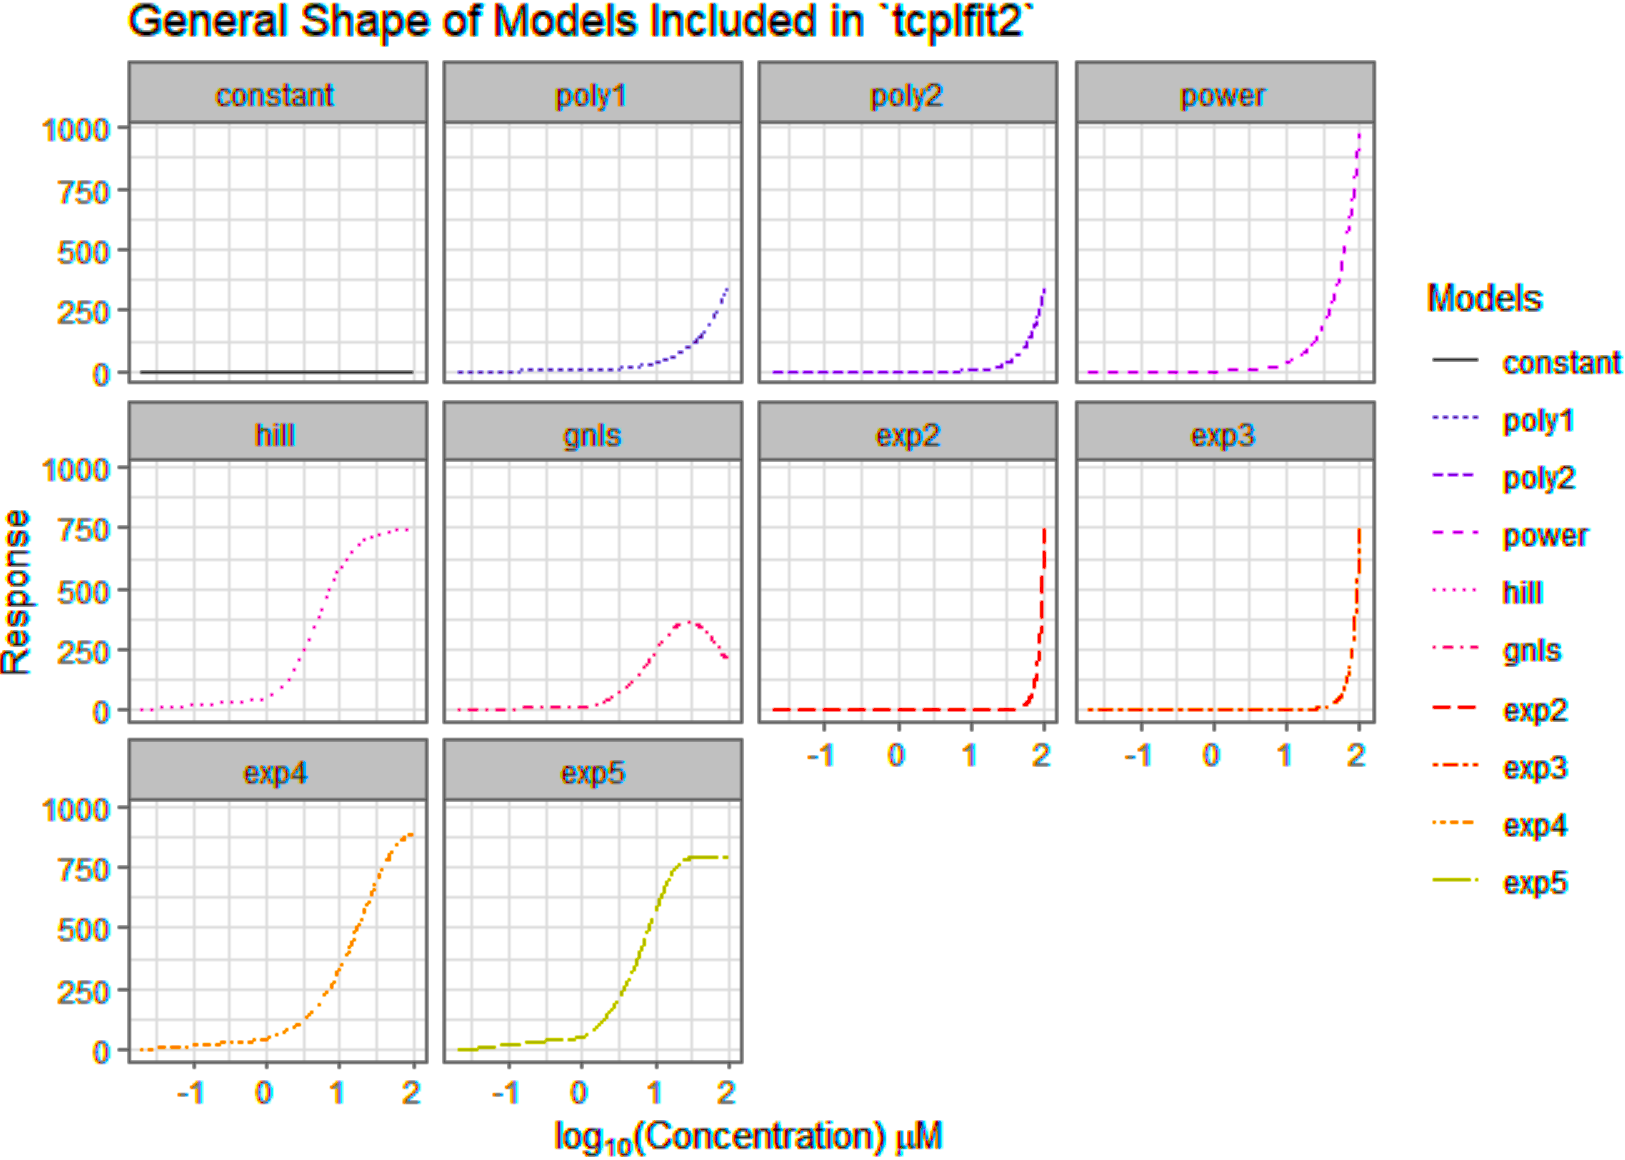 General Shape of Models Included in `tcplfit2`
constant poly1 poly2 power
1000
750
500
250
0
hill gnls exp2 exp3
1000
750
500
250
0
-1 0 1 2 -1 0 1 2
exp4 exp5
1000
750
500
250
0
-1 0 1 2 -1 0 1 2
Response
log₁₀(Concentration) μM
Models
constant
poly1
poly2
power
hill
gnls
exp2
exp3
exp4
exp5